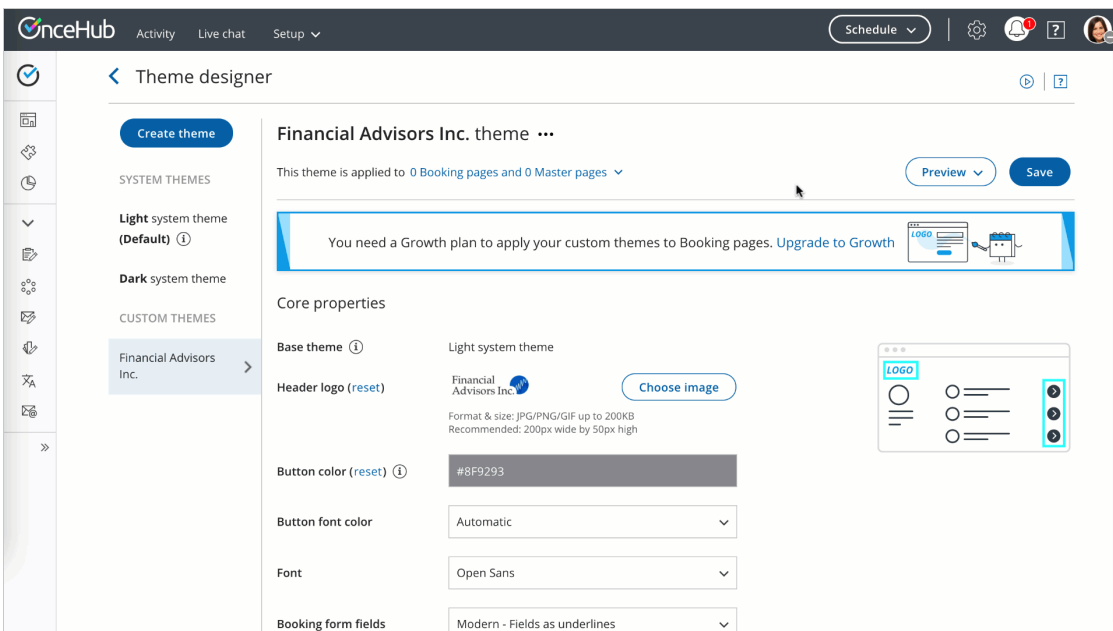 OnceHub
Activity
Live chat
Setup
Schedule
1
?
Theme designer
?
Create theme
SYSTEM THEMES
Light system theme
(Default) i
Dark system theme
CUSTOM THEMES
Financial Advisors
Inc.
Financial Advisors Inc. theme •••
This theme is applied to 0 Booking pages and 0 Master pages
Preview
Save
You need a Growth plan to apply your custom themes to Booking pages. Upgrade to Growth
LOGO
Core properties
Base theme i
Light system theme
Header logo (reset)
Financial
Advisors Inc.
Choose image
Format & size: JPG/PNG/GIF up to 200KB
Recommended: 200px wide by 50px high
LOGO
Button color (reset) i
#8F9293
Button font color
Automatic
Font
Open Sans
Booking form fields
Modern - Fields as underlines